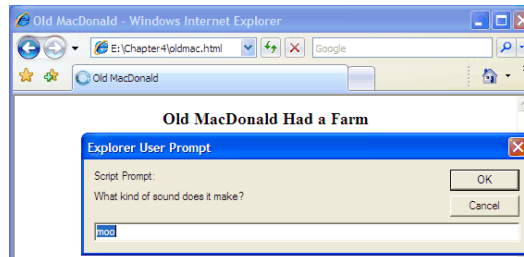 Old MacDonald - Windows Internet Explorer
E:\Chapter4\oldmac.html
Google
Old MacDonald
Old MacDonald Had a Farm
Explorer User Prompt
Script Prompt:
OK
What kind of sound does it make?
Cancel
moo